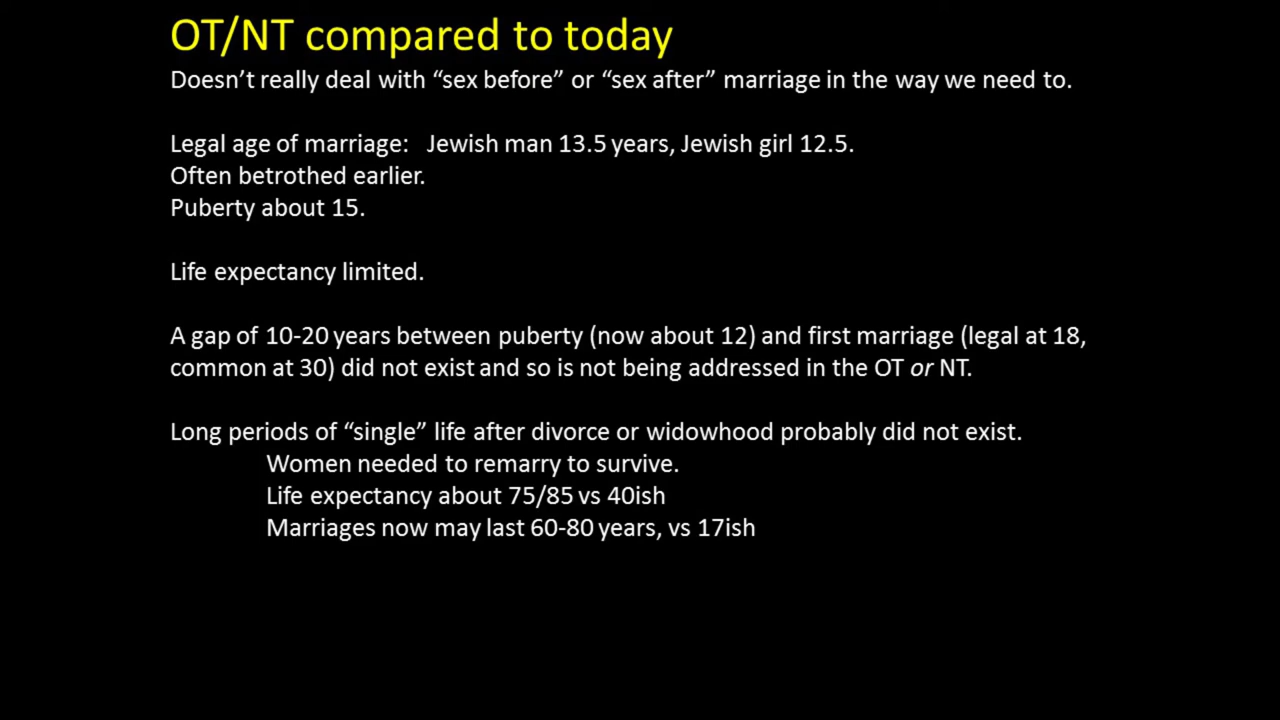 OT/NT compared to today
Doesn’t really deal with “sex before” or “sex after” marriage in the way we need to.
Legal age of marriage:   Jewish man 13.5 years, Jewish girl 12.5.
Often betrothed earlier.
Puberty about 15.
Life expectancy limited.
A gap of 10-20 years between puberty (now about 12) and first marriage (legal at 18,
common at 30) did not exist and so is not being addressed in the OT or NT.
Long periods of “single” life after divorce or widowhood probably did not exist.
Women needed to remarry to survive.
Life expectancy about 75/85 vs 40ish
Marriages now may last 60-80 years, vs 17ish